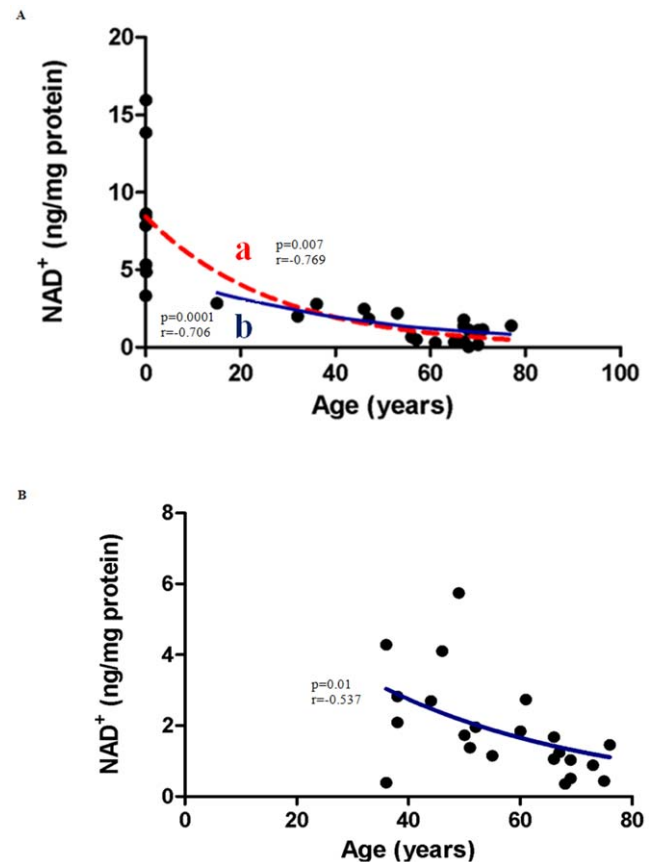 A
20
15
10
5
0
NAD+ (ng/mg protein)
a
p=0.007
r=-0.769
p=0.0001
r=-0.706
b
0 20 40 60 80 100
Age (years)
B
8
6
4
2
0
NAD+ (ng/mg protein)
p=0.01
r=-0.537
0 20 40 60 80
Age (years)